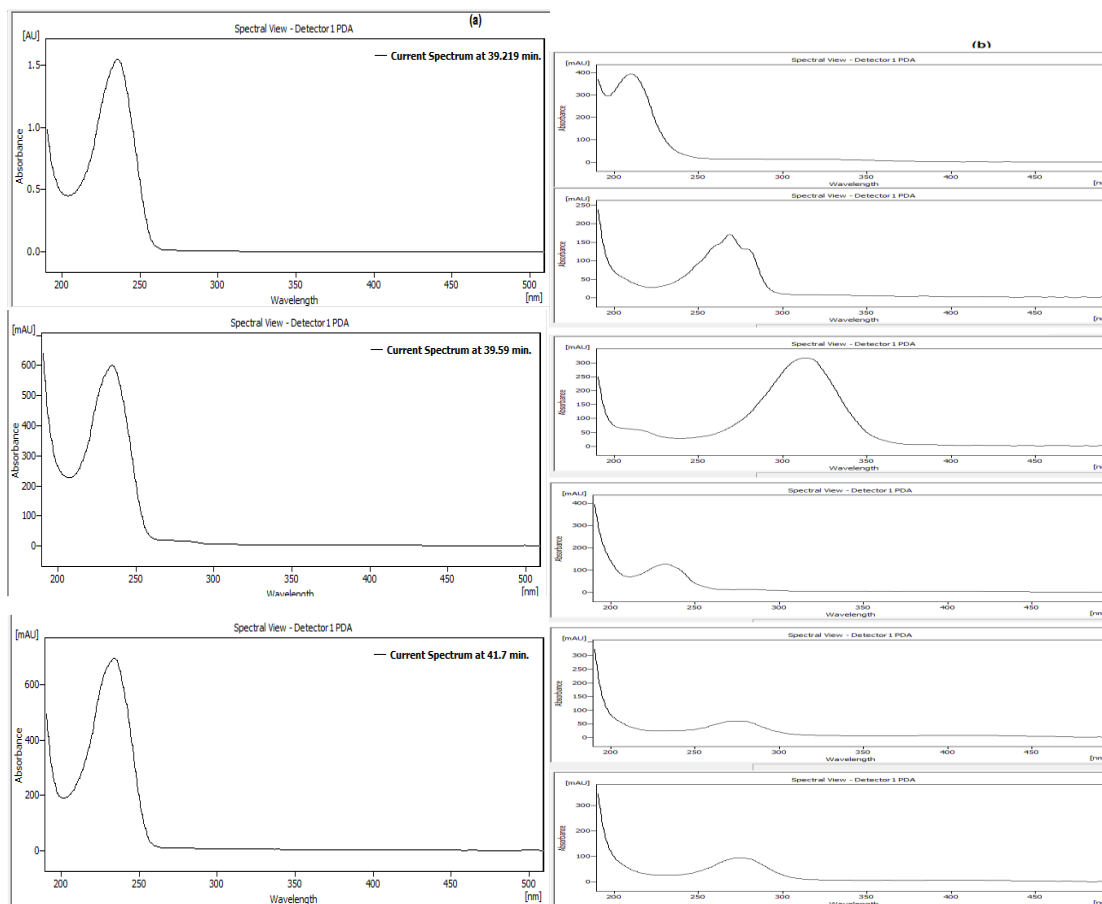 (a)
Spectral View - Detector 1 PDA
[AU]
Current Spectrum at 39.219 min.
1.5
1.0
0.5
0.0
Absorbance
200 250 300 350 400 450 500
Wavelength
[nm]
Spectral View - Detector 1 PDA
[mAU]
Current Spectrum at 39.59 min.
600
500
400
300
200
100
0
Absorbance
200 250 300 350 400 450 500
[nm]
Wavelength
Spectral View - Detector 1 PDA
[mAU]
Current Spectrum at 41.7 min.
600
400
200
0
Absorbance
200 250 300 350 400 450 500
Wavelength
[nm]
(b)
Spectral View - Detector 1 PDA
[mAU]
400
300
200
100
0
Absorbance
200 250 300 350 400 450
Wavelength
[nm]
Spectral View - Detector 1 PDA
[mAU]
250
200
150
100
50
0
Absorbance
200 250 300 350 400 450
Wavelength
[nm]
Spectral View - Detector 1 PDA
[mAU]
300
250
200
150
100
50
0
Absorbance
200 250 300 350 400 450
Wavelength
[nm]
Spectral View - Detector 1 PDA
[mAU]
400
300
200
100
0
Absorbance
200 250 300 350 400 450
Wavelength
[nm]
Spectral View - Detector 1 PDA
[mAU]
300
250
200
150
100
50
0
Absorbance
200 250 300 350 400 450
Wavelength
[nm]
Spectral View - Detector 1 PDA
[mAU]
300
200
100
0
Absorbance
200 250 300 350 400 450
Wavelength
[nm]